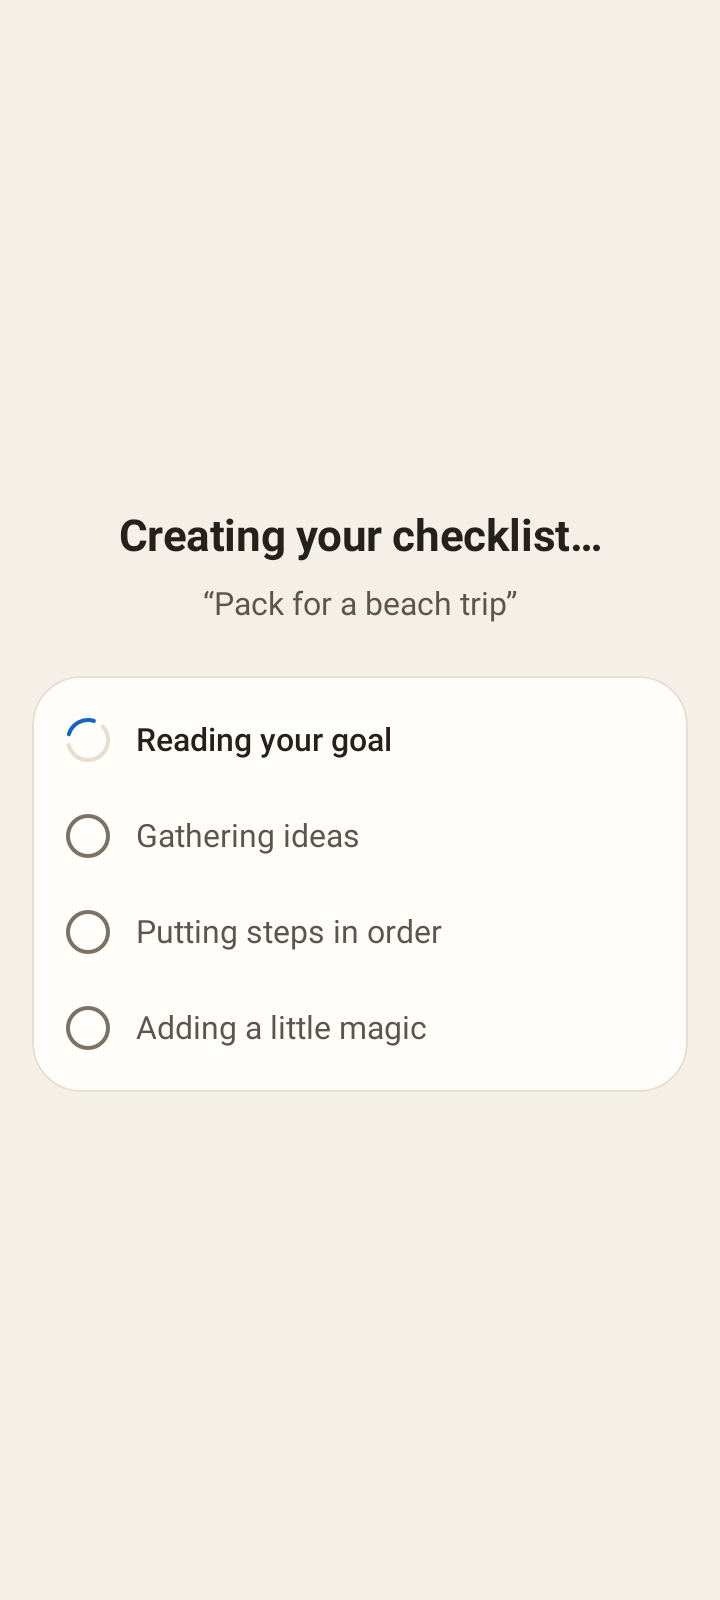 Creating your checklist…
“Pack for a beach trip”
Reading your goal
Gathering ideas
Putting steps in order
Adding a little magic